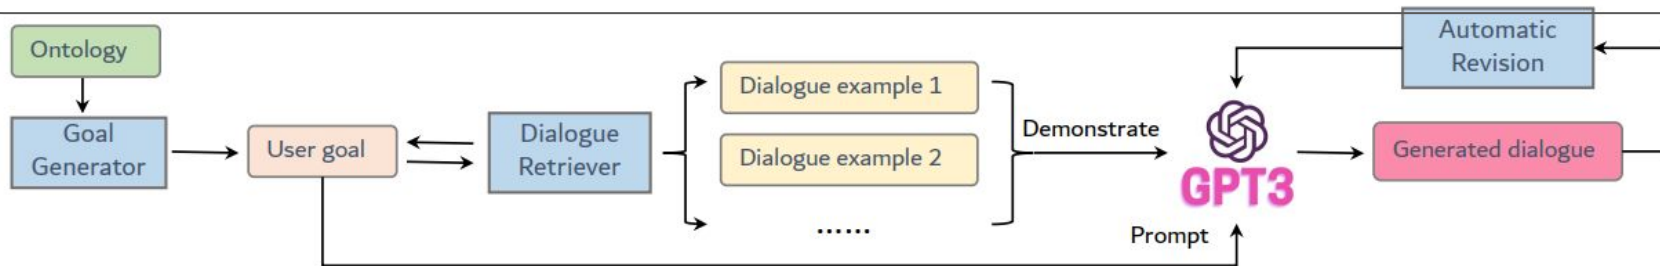 Ontology
Goal
Generator
User goal
Dialogue
Retriever
Dialogue example 1
Dialogue example 2
......
Demonstrate
Prompt
GPT3
Generated dialogue
Automatic
Revision